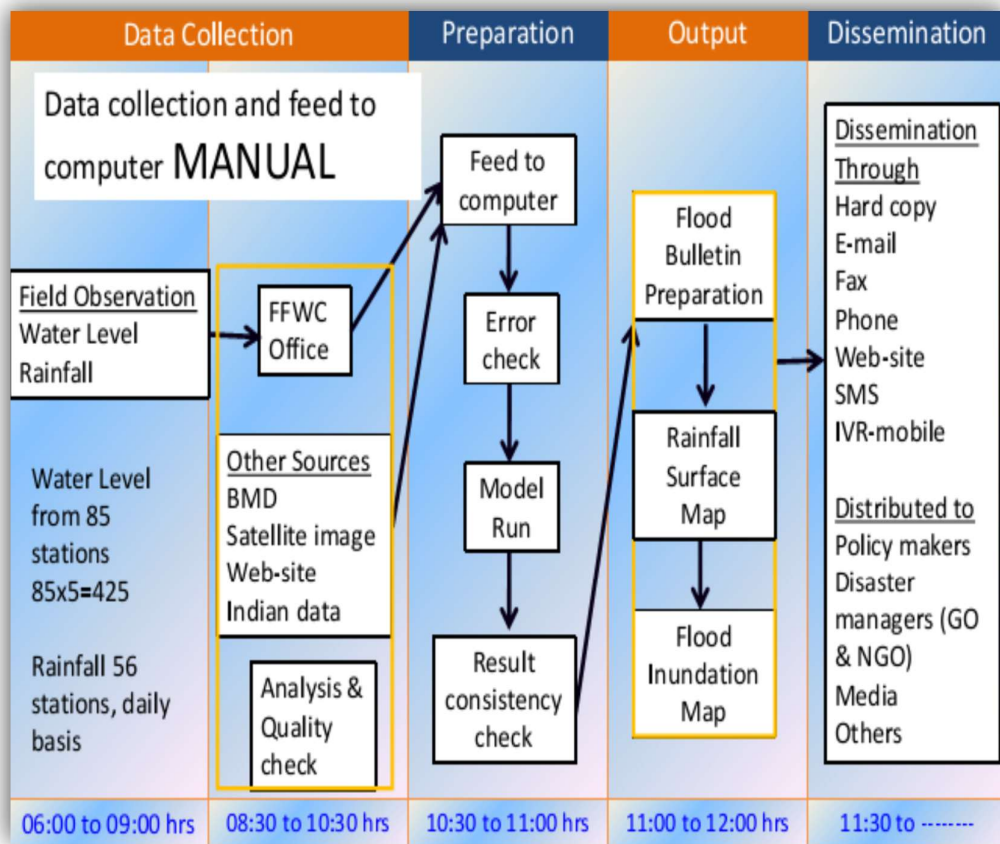 Data Collection
Preparation
Output
Dissemination
Data collection and feed to
computer MANUAL
Field Observation
Water Level
Rainfall
Water Level
from 85
stations
85x5=425
Rainfall 56
stations, daily
basis
FFWC
Office
Other Sources
BMD
Satellite image
Web-site
Indian data
Analysis &
Quality
check
Feed to
computer
Error
check
Model
Run
Result
consistency
check
Flood
Bulletin
Preparation
Rainfall
Surface
Map
Flood
Inundation
Map
Dissemination
Through
Hard copy
E-mail
Fax
Phone
Web-site
SMS
IVR-mobile
Distributed to
Policy makers
Disaster
managers (GO
& NGO)
Media
Others
06:00 to 09:00 hrs
08:30 to 10:30 hrs
10:30 to 11:00 hrs
11:00 to 12:00 hrs
11:30 to --------